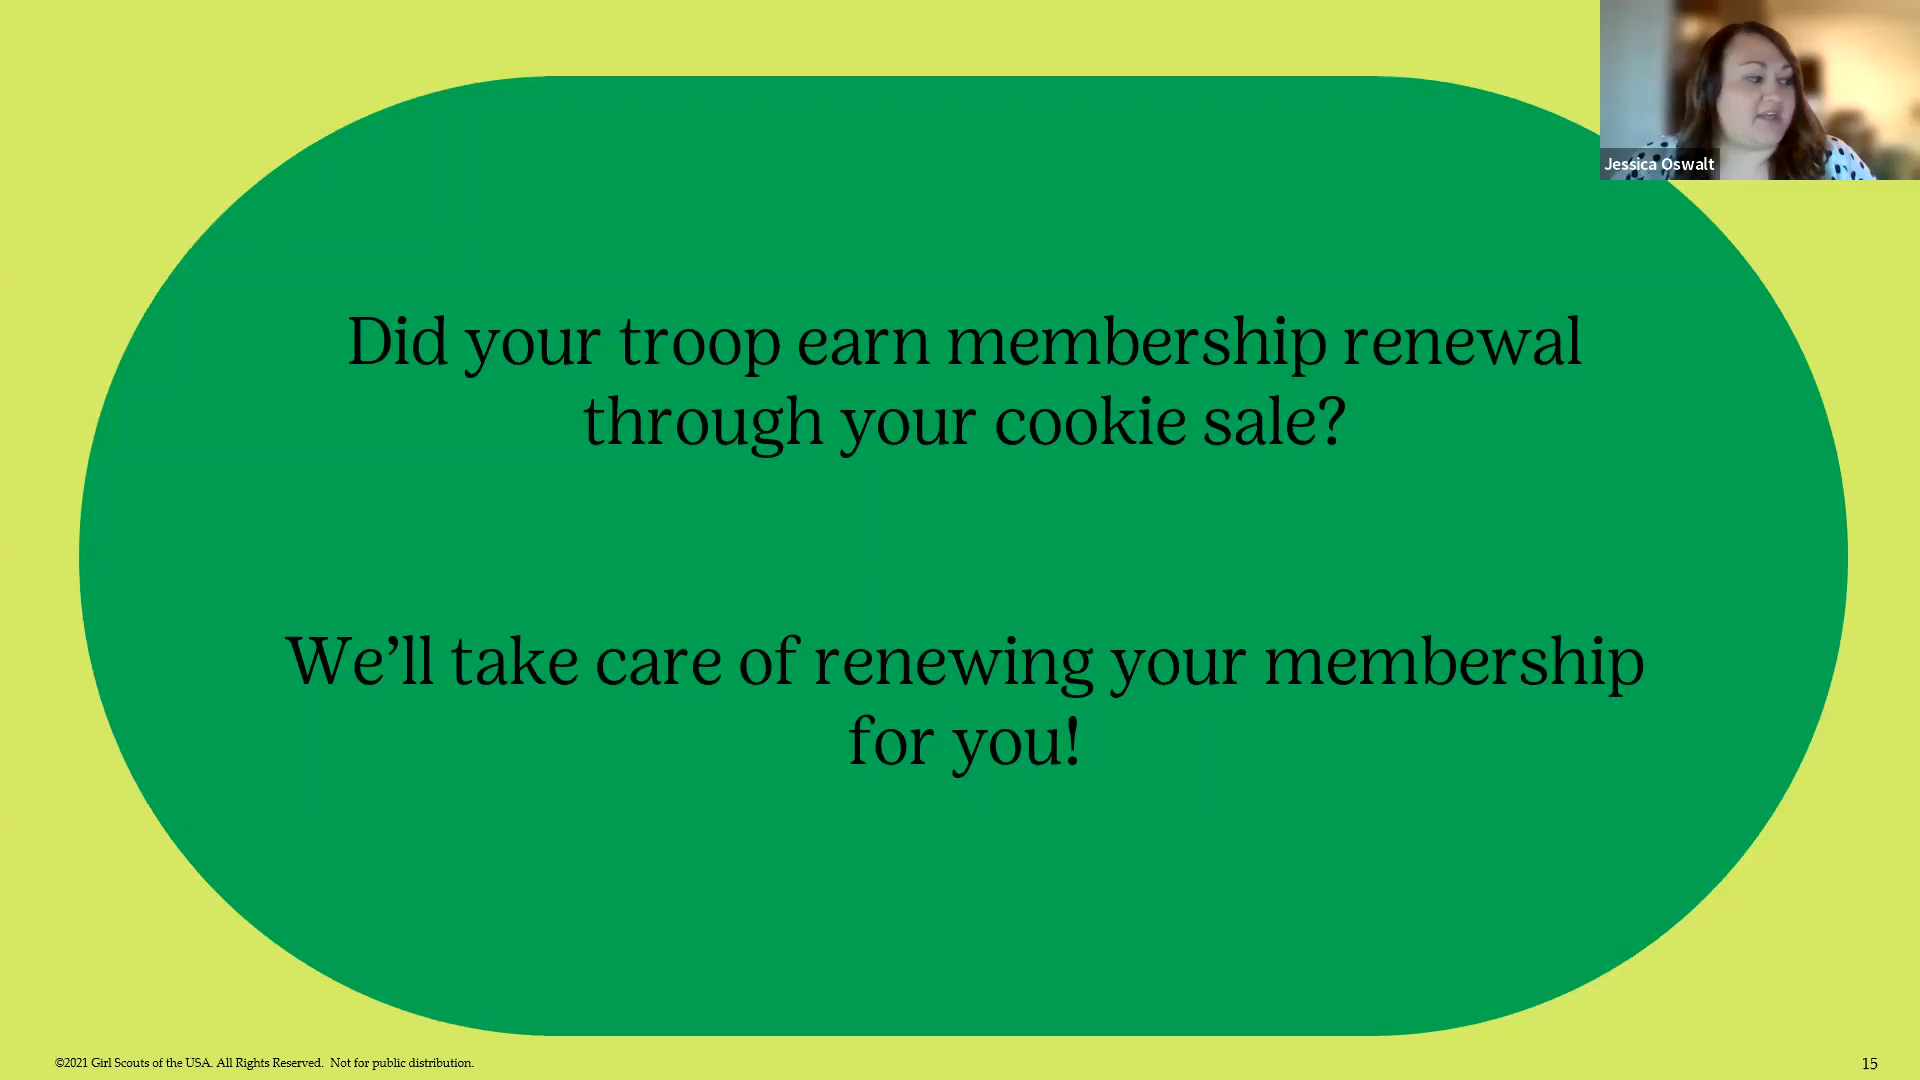 Jessica Oswalt
Did your troop earn membership renewal
through your cookie sale?
We’ll take care of renewing your membership
for you!
©2021 Girl Scouts of the USA. All Rights Reserved.  Not for public distribution.
15